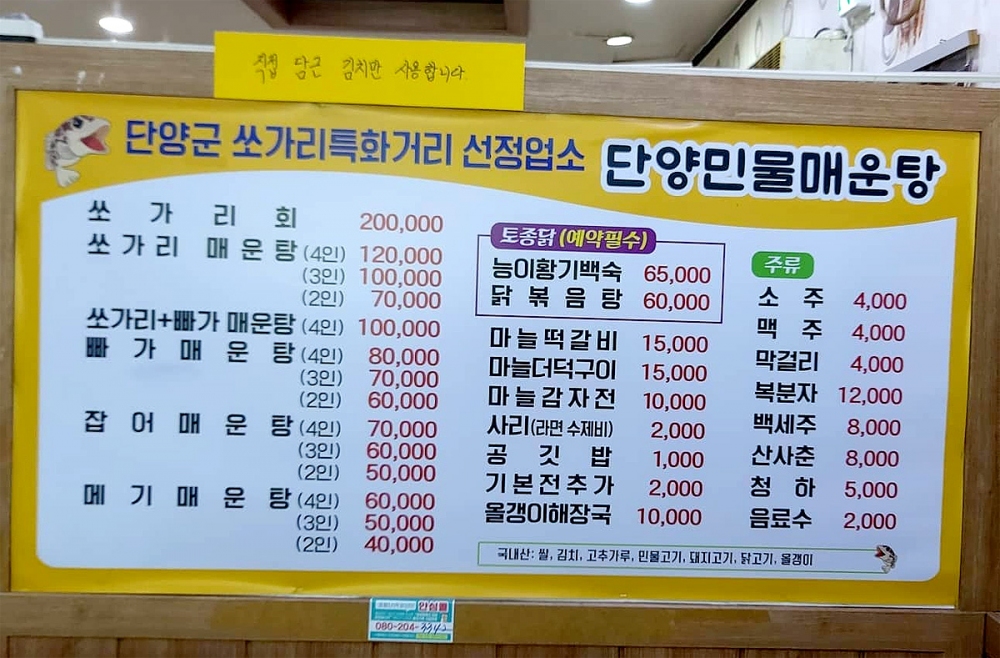 직접 담근 김치만 사용합니다
단양군 쏘가리특화거리 선정업소 단양민물매운탕
쏘가리회 200,000
쏘가리 매운탕 (4인) 120,000
(3인) 100,000
(2인) 70,000
쏘가리+빠가 매운탕 (4인) 100,000
빠가매운탕 (4인) 80,000
(3인) 70,000
(2인) 60,000
잡어매운탕 (4인) 70,000
(3인) 60,000
(2인) 50,000
메기매운탕 (4인) 60,000
(3인) 50,000
(2인) 40,000
토종닭 (예약필수)
능이황기백숙 65,000
닭볶음탕 60,000
마늘떡갈비 15,000
마늘더덕구이 15,000
마늘감자전 10,000
사리(라면 수제비) 2,000
공깃밥 1,000
기본전추가 2,000
올갱이해장국 10,000
주류
소주 4,000
맥주 4,000
막걸리 4,000
복분자 12,000
백세주 8,000
산사춘 8,000
청하 5,000
음료수 2,000
국내산: 쌀, 김치, 고추가루, 민물고기, 돼지고기, 닭고기, 올갱이
안심콜
080-204-